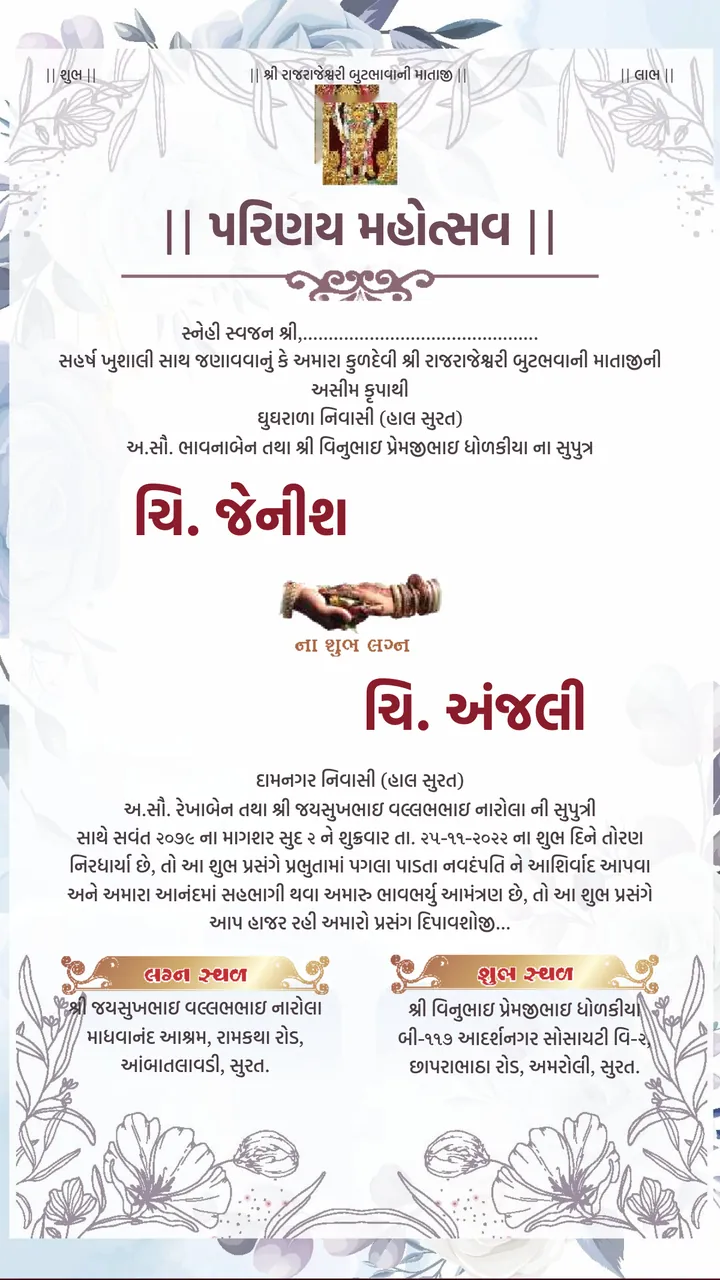 || શુભ ||
|| શ્રી રાજરાજેશ્વરી બુટભાવાની માતાજી ||
|| લાભ ||
|| પરિણય મહોત્સવ ||
સ્નેહી સ્વજન શ્રી,..............................................
સહર્ષ ખુશાલી સાથ જણાવવાનું કે અમારા કુળદેવી શ્રી રાજરાજેશ્વરી બુટભવાની માતાજીની
અસીમ કૃપાથી
ઘુઘરાળા નિવાસી (હાલ સુરત)
અ.સૌ. ભાવનાબેન તથા શ્રી વિનુભાઇ પ્રેમજીભાઇ ધોળકીયા ના સુપુત્ર
ચિ. જેનીશ
ના શુભ લગ્ન
ચિ. અંજલી
દામનગર નિવાસી (હાલ સુરત)
અ.સૌ. રેખાબેન તથા શ્રી જયસુખભાઇ વલ્લભભાઇ નારોલા ની સુપુત્રી
સાથે સવંત ૨૦૭૯ ના માગશર સુદ ૨ ને શુક્રવાર તા. ૨૫-૧૧-૨૦૨૨ ના શુભ દિને તોરણ
નિરધાર્યા છે, તો આ શુભ પ્રસંગે પ્રભુતામાં પગલા પાડતા નવદંપતિ ને આશિર્વાદ આપવા
અને અમારા આનંદમાં સહભાગી થવા અમારુ ભાવભર્યુ આમંત્રણ છે, તો આ શુભ પ્રસંગે
આપ હાજર રહી અમારો પ્રસંગ દિપાવશોજી...
લગ્ન સ્થળ
શ્રી જયસુખભાઇ વલ્લભભાઇ નારોલા
માધવાનંદ આશ્રમ, રામકથા રોડ,
આંબાતલાવડી, સુરત.
શુભ સ્થળ
શ્રી વિનુભાઇ પ્રેમજીભાઇ ધોળકીયા
બી-૧૧૭ આદર્શનગર સોસાયટી વિ-૨,
છાપરાભાઠા રોડ, અમરોલી, સુરત.